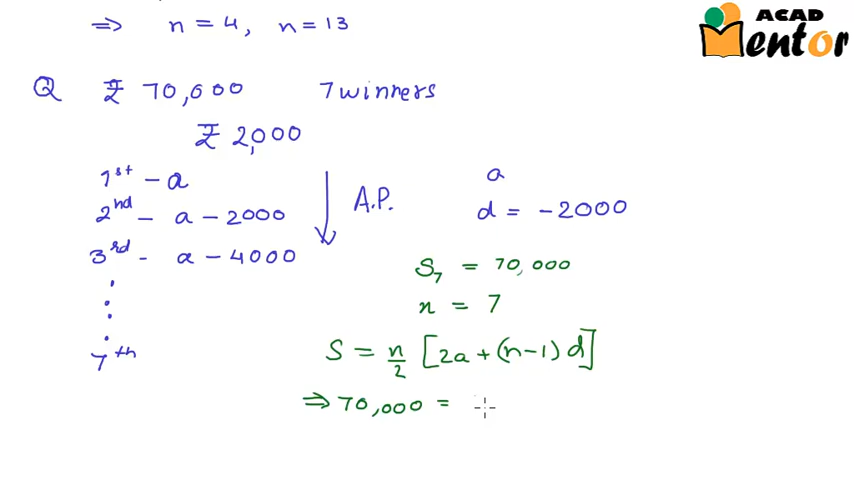 ⇒ n = 4, n = 13
ACAD
Mentor
Q ₹ 70,000 7 winners
₹ 2,000
1st - a
2nd - a - 2000
3rd - a - 4000
7th
A.P.
a
d = -2000
S₇ = 70,000
n = 7
S = n/2 [2a + (n-1) d]
⇒ 70,000 =